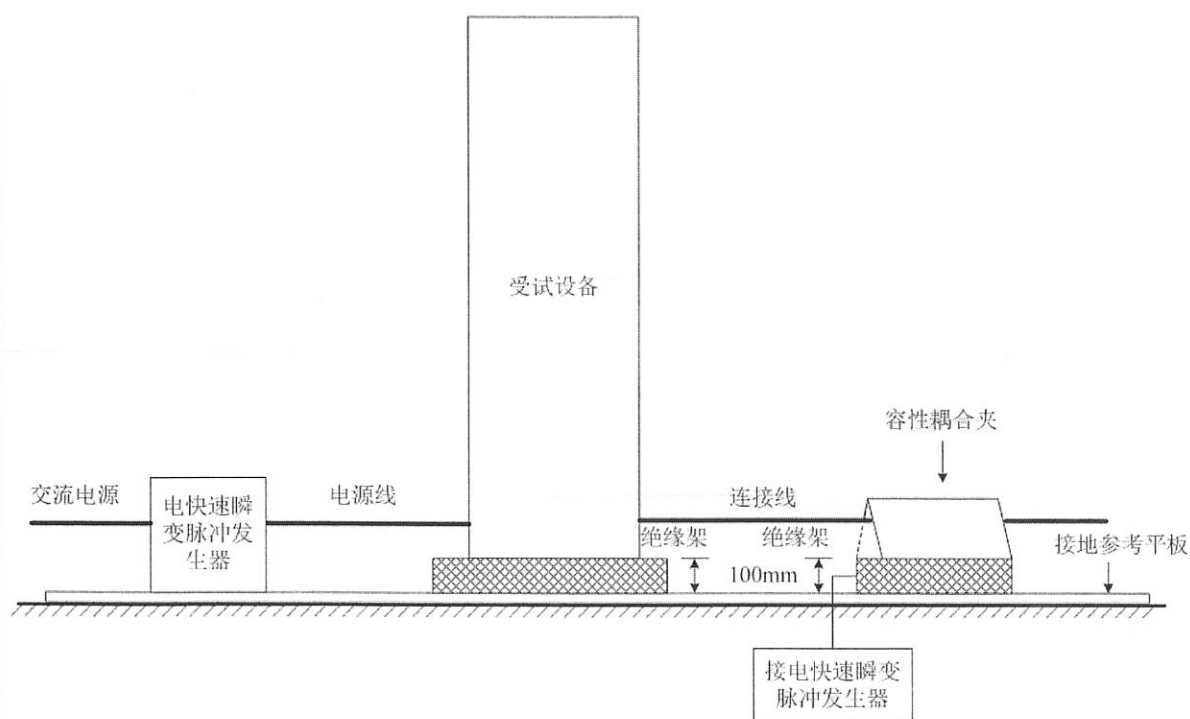 受试设备
容性耦合夹
交流电源
电快速瞬
变脉冲发
生器
电源线
连接线
绝缘架
绝缘架
100mm
接地参考平板
接电快速瞬变
脉冲发生器